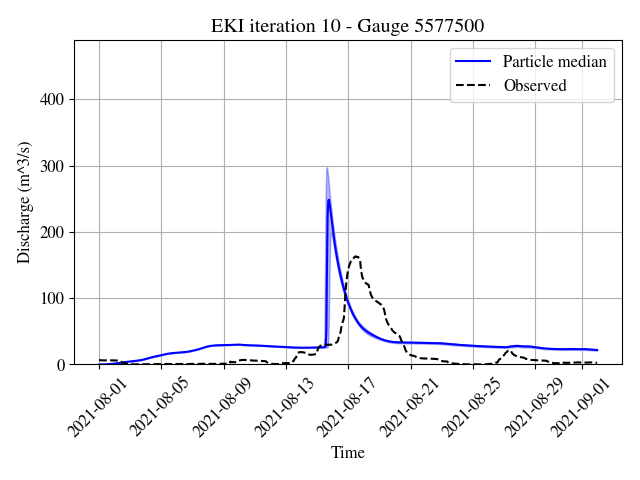 EKI iteration 10 - Gauge 5577500
Particle median
Observed
Discharge (m^3/s)
400
300
200
100
0
2021-08-01
2021-08-05
2021-08-09
2021-08-13
2021-08-17
2021-08-21
2021-08-25
2021-08-29
2021-09-01
Time